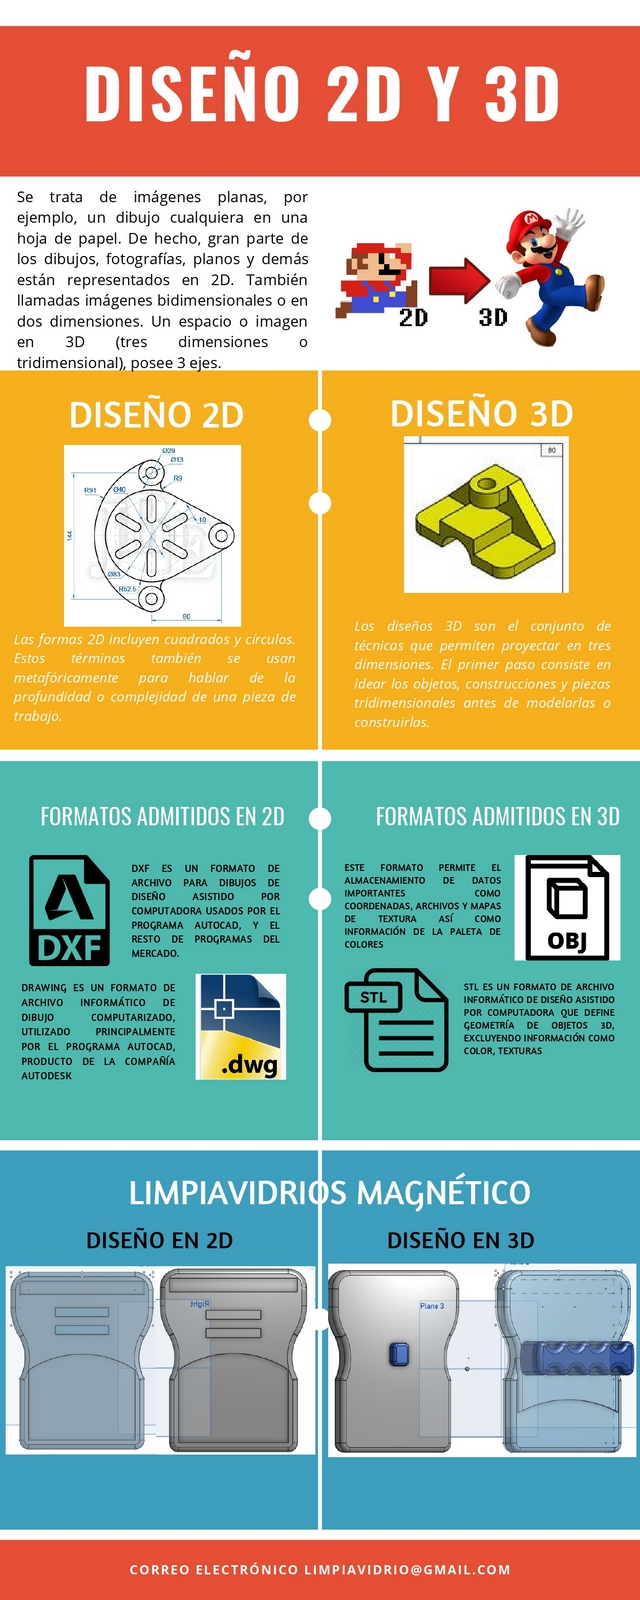 DISEÑO 2D Y 3D
Se trata de imágenes planas, por
ejemplo, un dibujo cualquiera en una
hoja de papel. De hecho, gran parte de
los dibujos, fotografías, planos y demás
están representados en 2D. También
llamadas imágenes bidimensionales o en
dos dimensiones. Un espacio o imagen
en 3D (tres dimensiones o
tridimensional), posee 3 ejes.
M
2D
3D
DISEÑO 2D
Ø29
Ø13
R9
R91
Ø40
10
144
Ø83
R52.5
80
Las formas 2D incluyen cuadrados y círculos.
Estos términos también se usan
metafóricamente para hablar de la
profundidad o complejidad de una pieza de
trabajo.
DISEÑO 3D
80
Los diseños 3D son el conjunto de
técnicas que permiten proyectar en tres
dimensiones. El primer paso consiste en
idear los objetos, construcciones y piezas
tridimensionales antes de modelarlas o
construirlas.
FORMATOS ADMITIDOS EN 2D
DXF
DXF ES UN FORMATO DE
ARCHIVO PARA DIBUJOS DE
DISEÑO ASISTIDO POR
COMPUTADORA USADOS POR EL
PROGRAMA AUTOCAD, Y EL
RESTO DE PROGRAMAS DEL
MERCADO.
DRAWING ES UN FORMATO DE
ARCHIVO INFORMÁTICO DE
DIBUJO COMPUTARIZADO,
UTILIZADO PRINCIPALMENTE
POR EL PROGRAMA AUTOCAD,
PRODUCTO DE LA COMPAÑÍA
AUTODESK
.dwg
FORMATOS ADMITIDOS EN 3D
ESTE FORMATO PERMITE EL
ALMACENAMIENTO DE DATOS
IMPORTANTES COMO
COORDENADAS, ARCHIVOS Y MAPAS
DE TEXTURA ASÍ COMO
INFORMACIÓN DE LA PALETA DE
COLORES
OBJ
STL
STL ES UN FORMATO DE ARCHIVO
INFORMÁTICO DE DISEÑO ASISTIDO
POR COMPUTADORA QUE DEFINE
GEOMETRÍA DE OBJETOS 3D,
EXCLUYENDO INFORMACIÓN COMO
COLOR, TEXTURAS
LIMPIAVIDRIOS MAGNÉTICO
DISEÑO EN 2D
Right
DISEÑO EN 3D
Plane 3
CORREO ELECTRÓNICO LIMPIAVIDRIO@GMAIL.COM